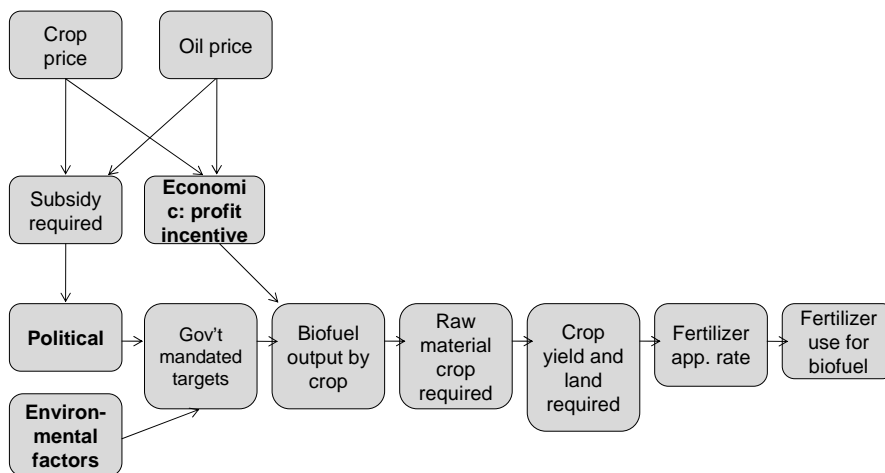 Crop
price
Oil price
Subsidy
required
Economi
c: profit
incentive
Political
Gov't
mandated
targets
Biofuel
output by
crop
Raw
material
crop
required
Crop
yield and
land
required
Fertilizer
app. rate
Fertilizer
use for
biofuel
Environ-
mental
factors